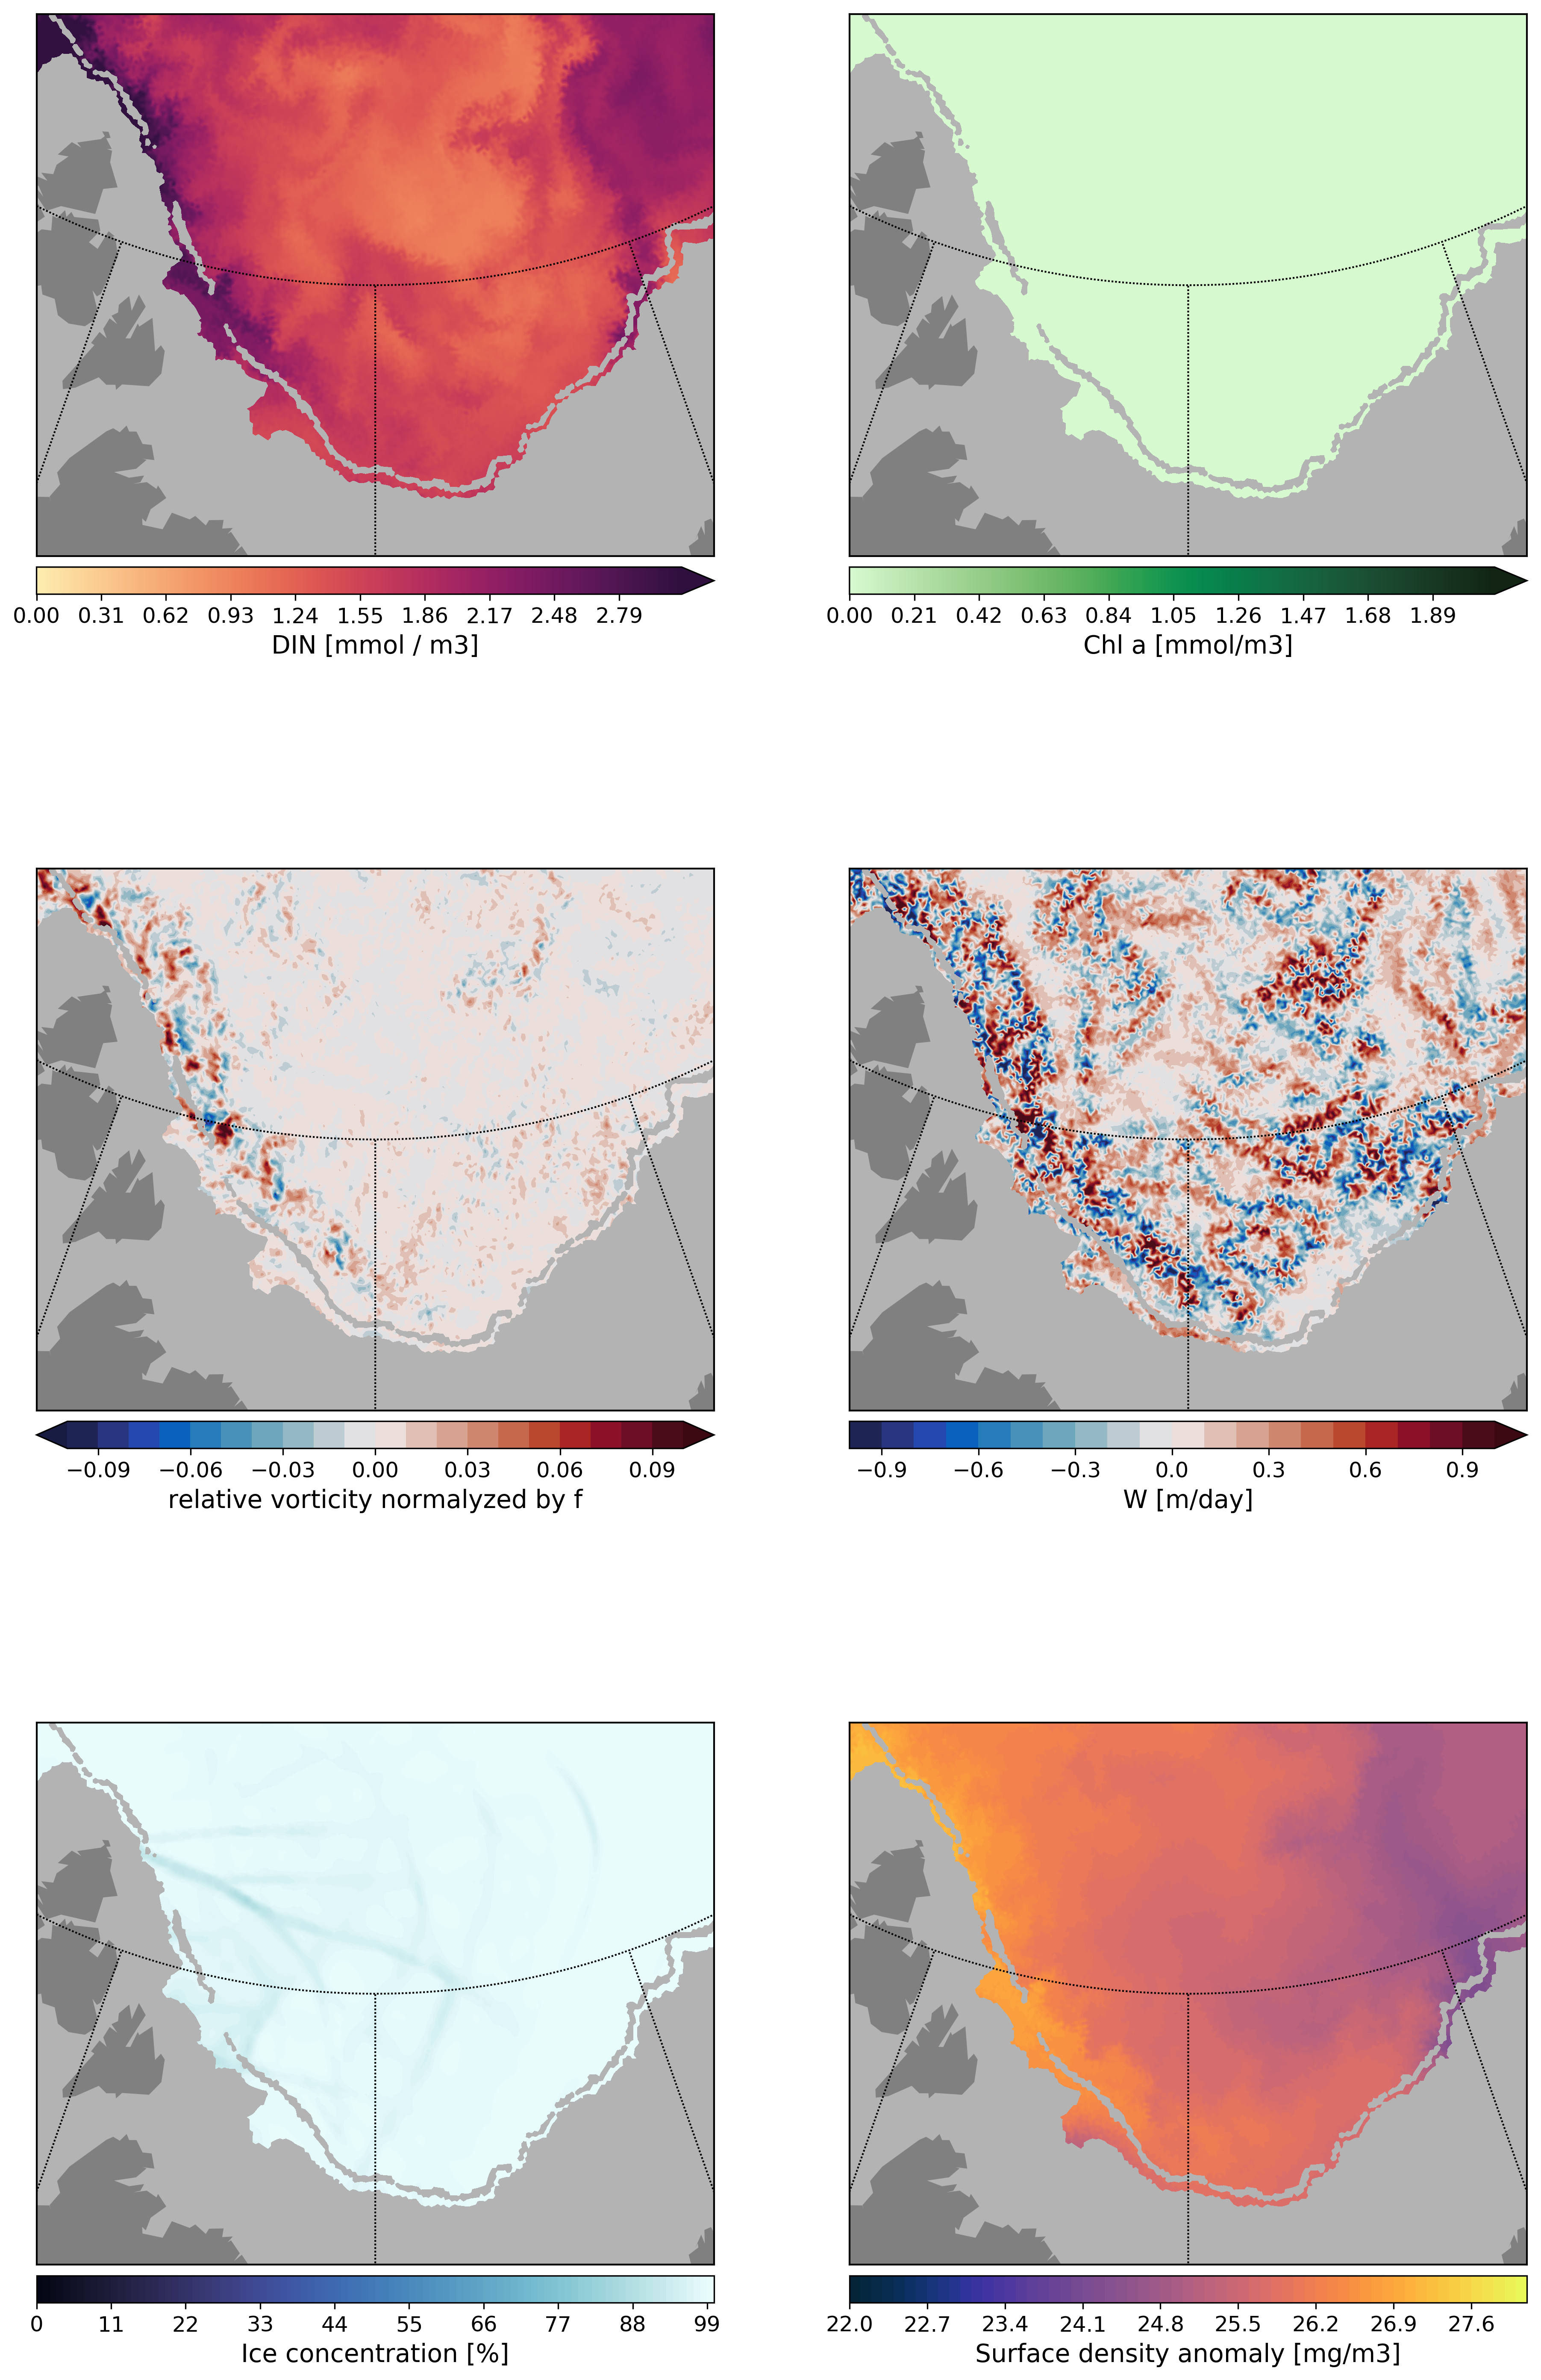 0.00 0.31 0.62 0.93 1.24 1.55 1.86 2.17 2.48 2.79
DIN [mmol / m3]
0.00 0.21 0.42 0.63 0.84 1.05 1.26 1.47 1.68 1.89
Chl a [mmol/m3]
−0.09 −0.06 −0.03 0.00 0.03 0.06 0.09
relative vorticity normalyzed by f
−0.9 −0.6 −0.3 0.0 0.3 0.6 0.9
W [m/day]
0 11 22 33 44 55 66 77 88 99
Ice concentration [%]
22.0 22.7 23.4 24.1 24.8 25.5 26.2 26.9 27.6
Surface density anomaly [mg/m3]